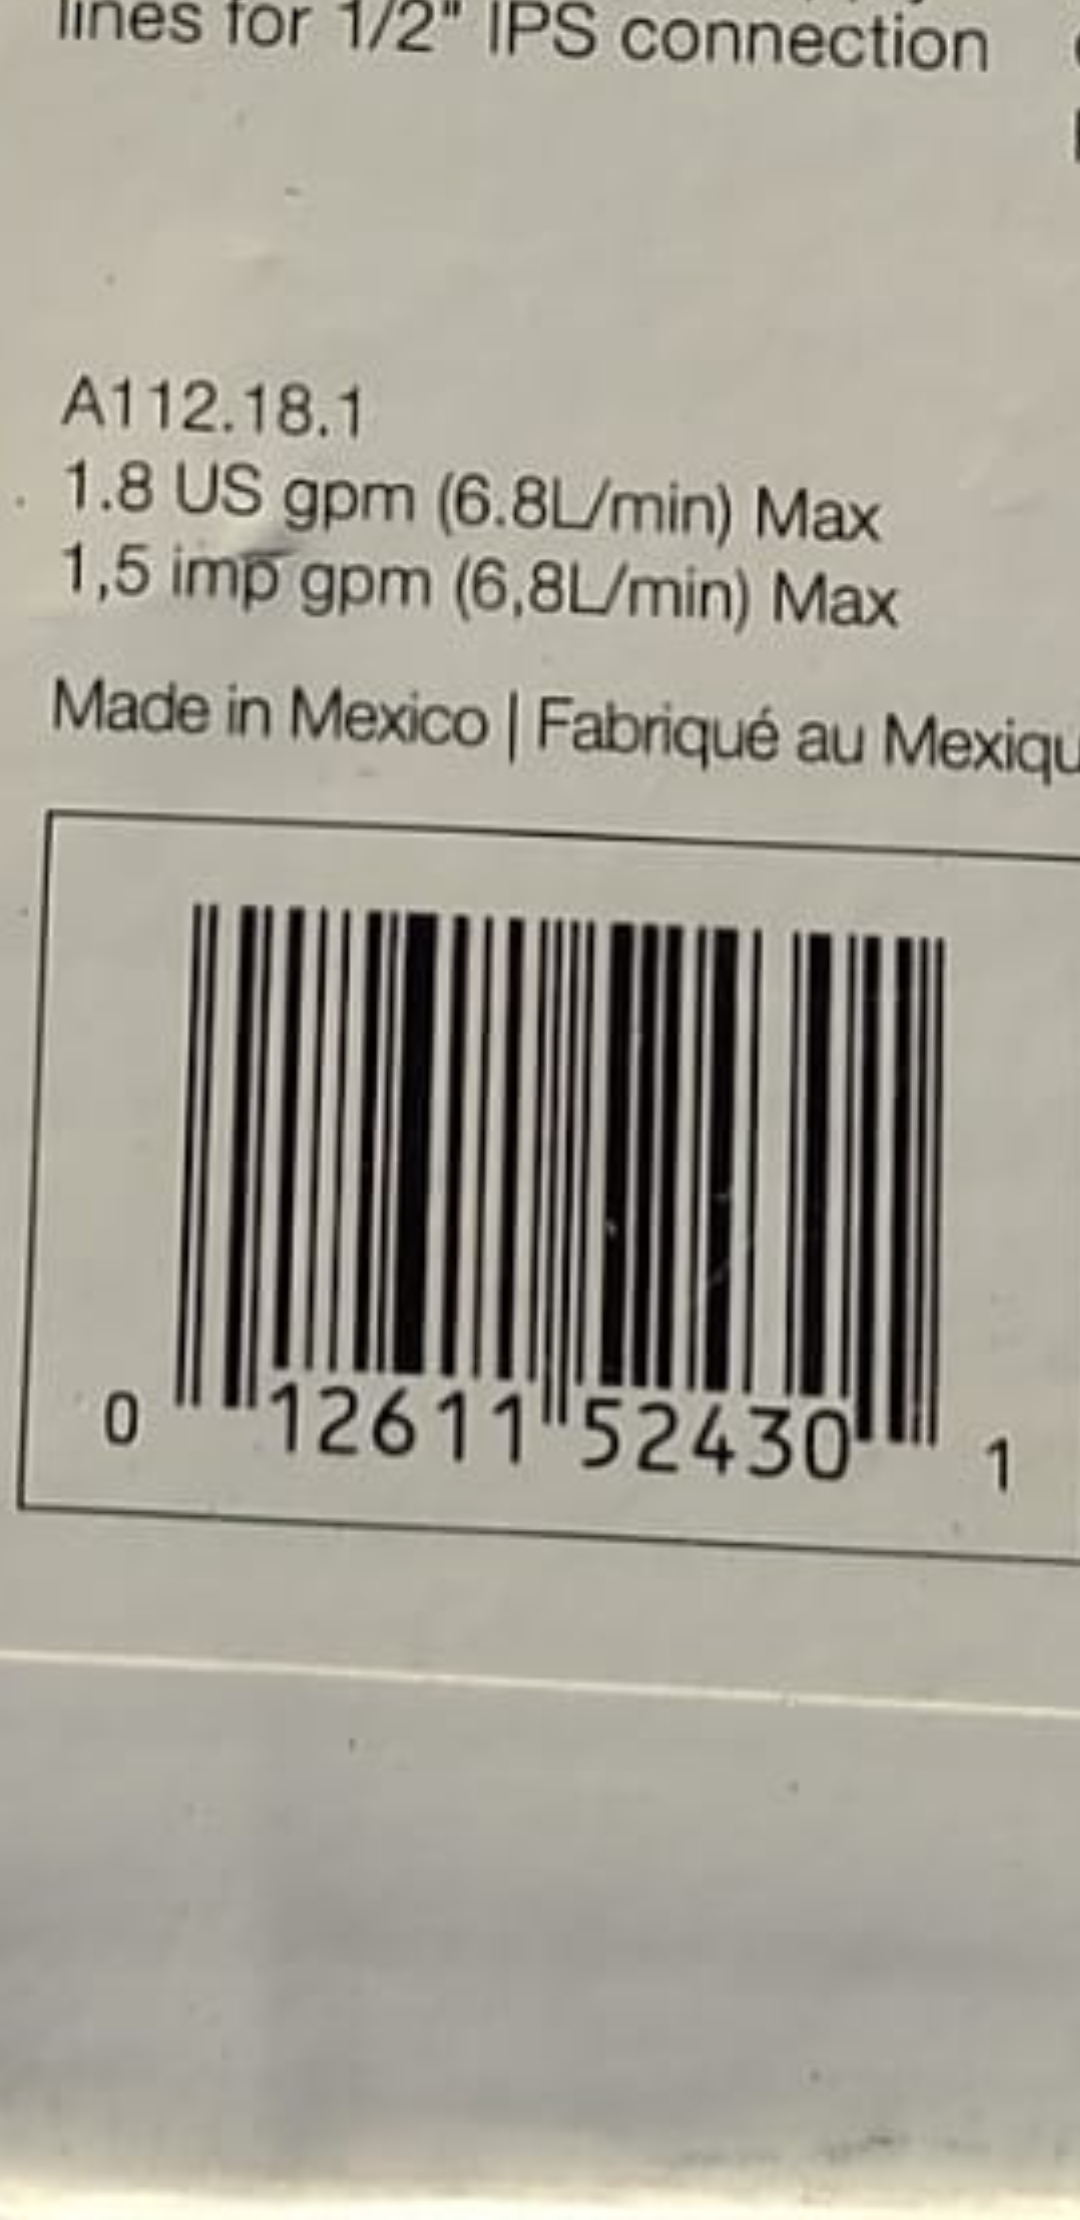 lines for 1/2" IPS connection
A112.18.1
1.8 US gpm (6.8L/min) Max
1,5 imp gpm (6,8L/min) Max
Made in Mexico | Fabriqué au Mexiqu
0 12611 52430 1